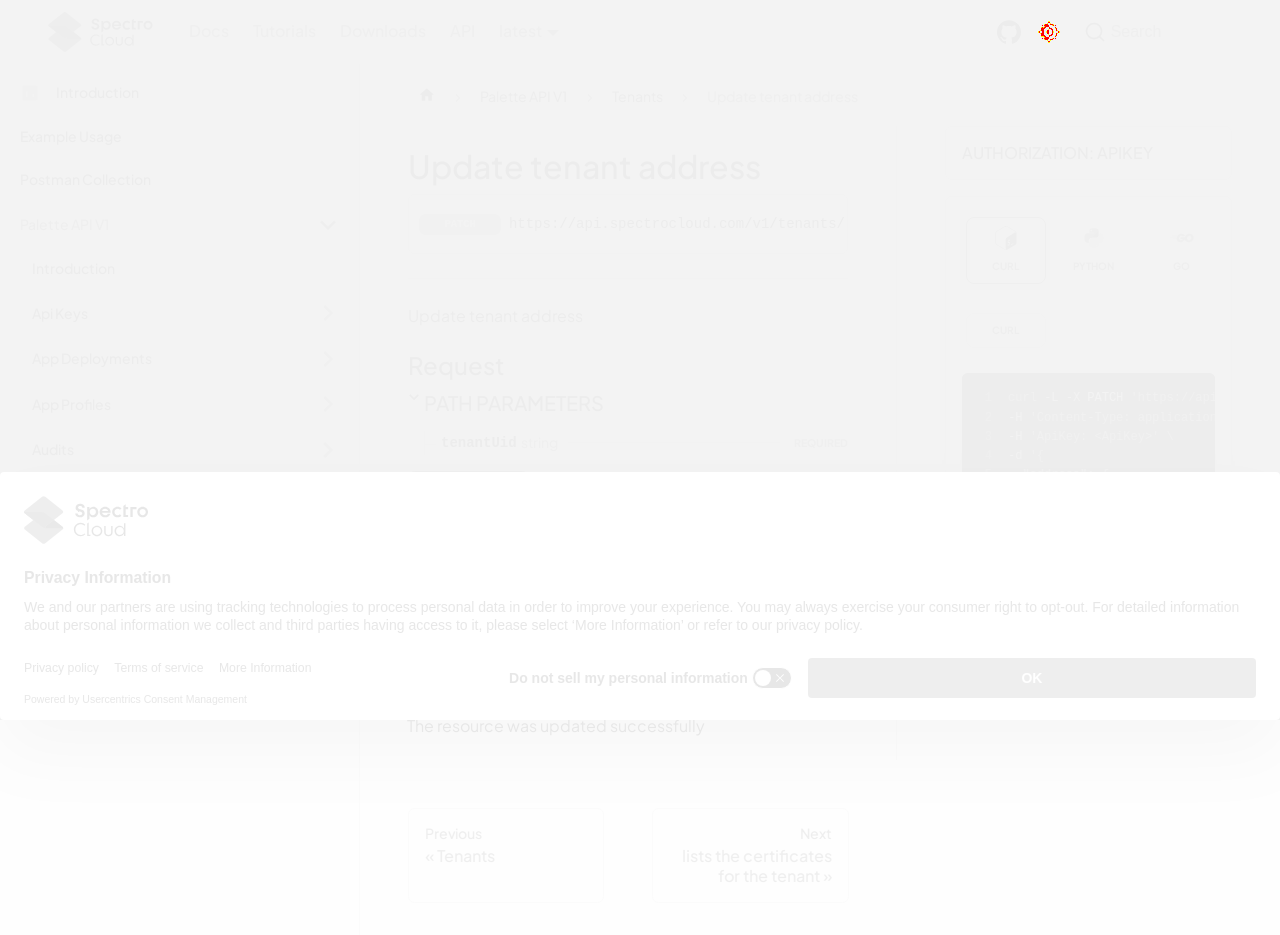 Spectro
Cloud
Docs Tutorials Downloads API latest
Search
Introduction
Example Usage
Postman Collection
Palette API V1
Introduction
Api Keys
App Deployments
App Profiles
Audits
Palette API V1
Tenants
Update tenant address
Update tenant address
https://api.spectrocloud.com/v1/tenants/
Update tenant address
Request
PATH PARAMETERS
tenantUid string REQUIRED
AUTHORIZATION: APIKEY
CURL PYTHON GO
CURL
Spectro
Cloud
Privacy Information
We and our partners are using tracking technologies to process personal data in order to improve your experience. You may always exercise your consumer right to opt-out. For detailed information
about personal information we collect and third parties having access to it, please select ‘More Information’ or refer to our privacy policy.
Privacy policy Terms of service More Information
Do not sell my personal information
OK
Powered by Usercentrics Consent Management
The resource was updated successfully
Previous
« Tenants
Next
lists the certificates
for the tenant »